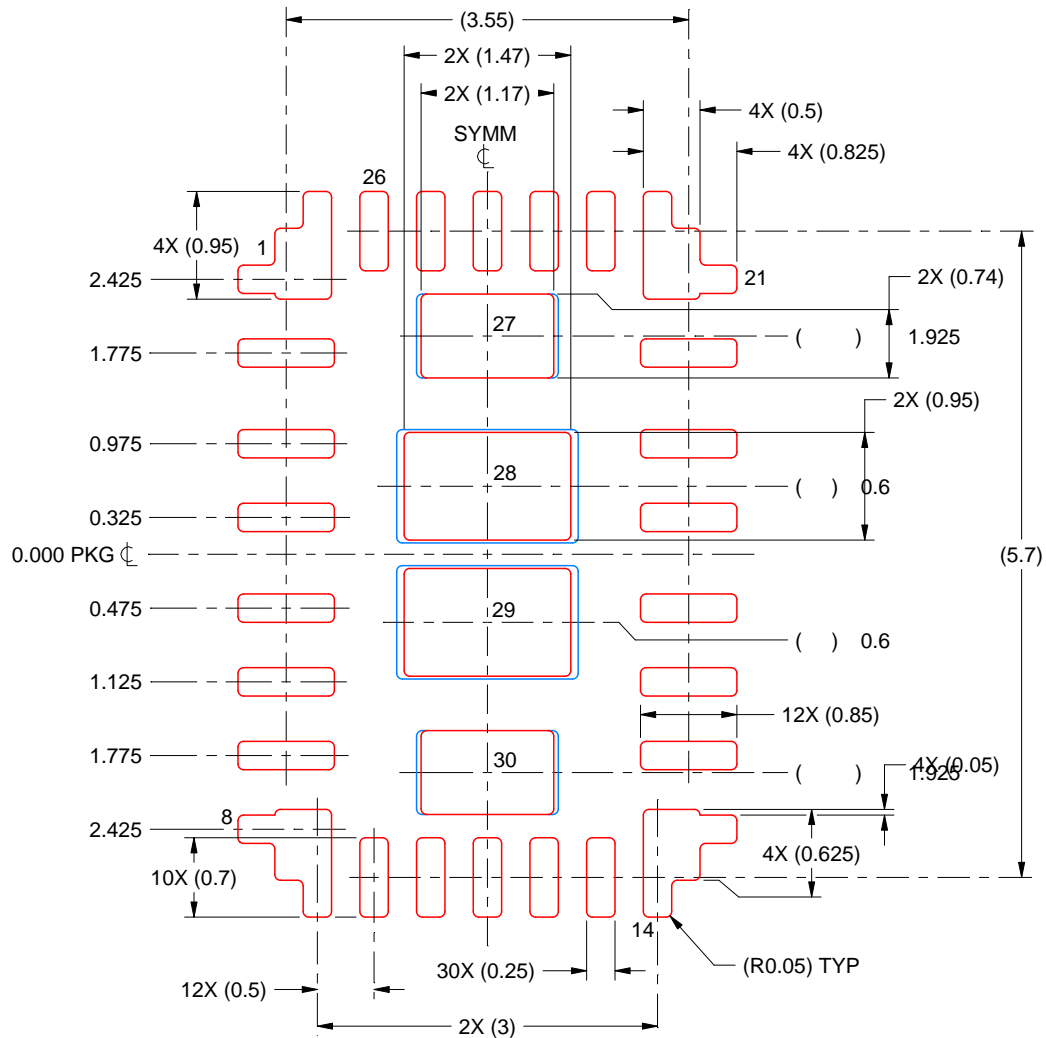 (3.55)
2X (1.47)
2X (1.17)
4X (0.5)
SYMM
℄
4X (0.825)
26
4X (0.95)
1
2.425
21
2X (0.74)
27
( ) 1.925
1.775
2X (0.95)
0.975
28
( ) 0.6
0.325
0.000 PKG ℄
(5.7)
0.475
29
( ) 0.6
1.125
12X (0.85)
1.775
30
( ) 1.925
4X (0.05)
8
2.425
4X (0.625)
10X (0.7)
14
30X (0.25)
(R0.05) TYP
12X (0.5)
2X (3)